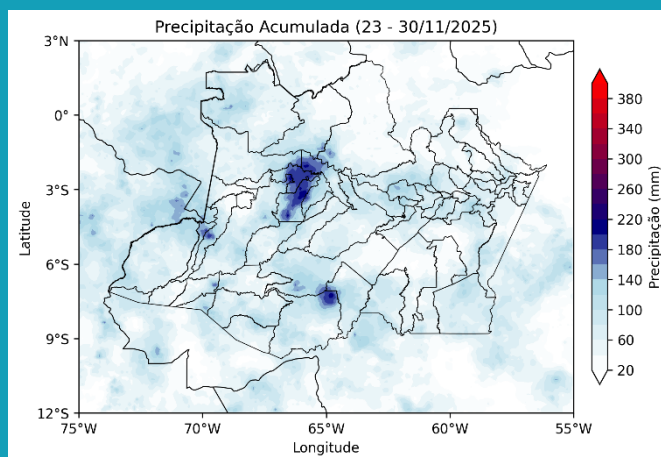 Precipitação Acumulada (23 - 30/11/2025)
3°N
0°
3°S
6°S
9°S
12°S
Latitude
75°W 70°W 65°W 60°W 55°W
Longitude
380
340
300
260
220
180
140
100
60
20
Precipitação (mm)